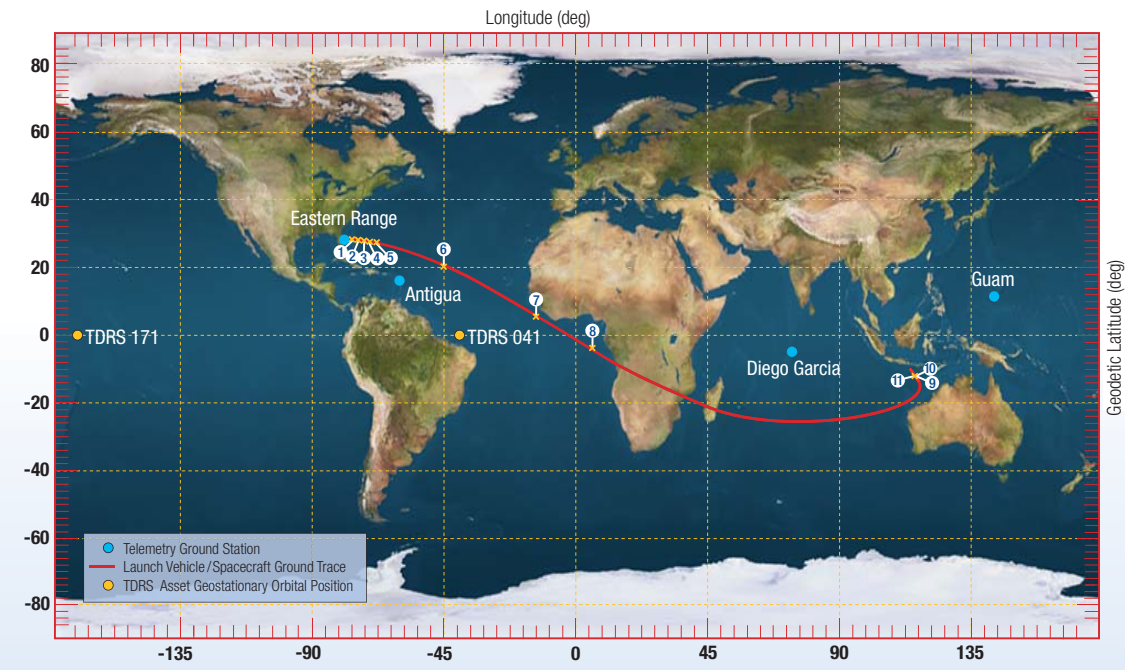 Longitude (deg)
80
60
40
20
0
-20
-40
-60
-80
Eastern Range
1
2
3
4
5
6
7
8
Antigua
Guam
TDRS 171
TDRS 041
Diego Garcia
11
10
9
Geodetic Latitude (deg)
Telemetry Ground Station
Launch Vehicle/Spacecraft Ground Trace
TDRS Asset Geostationary Orbital Position
-135
-90
-45
0
45
90
135